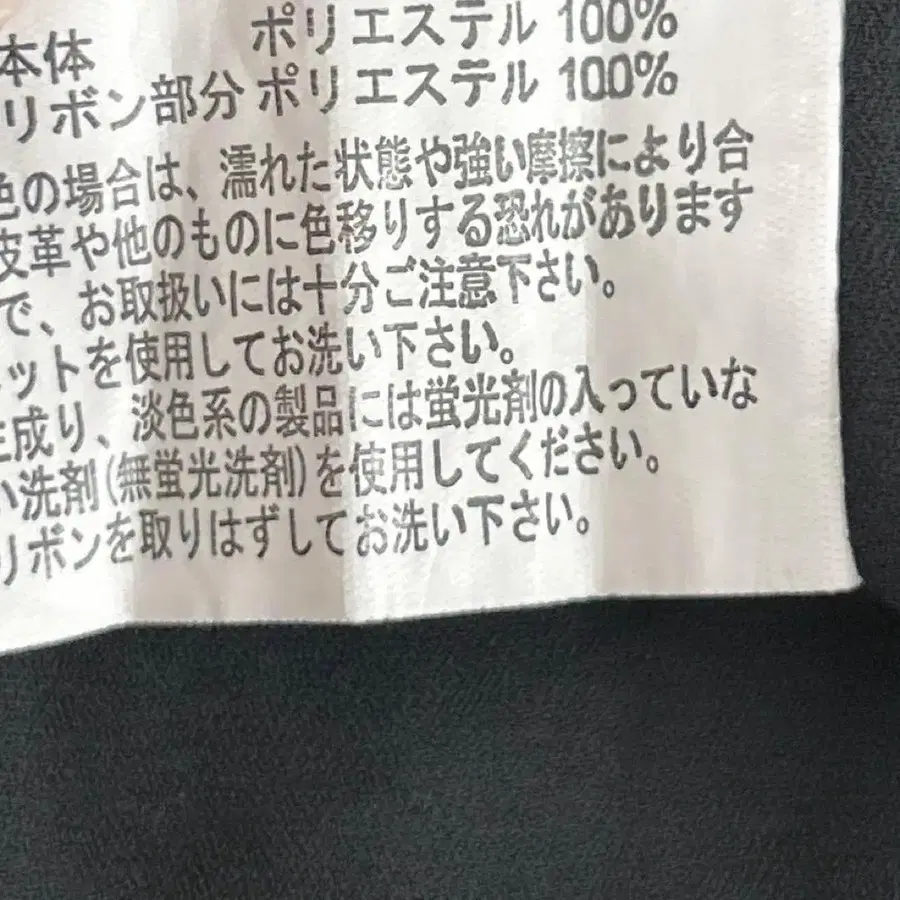 本体 ポリエステル 100%
リボン部分 ポリエステル 100%
色の場合は、濡れた状態や強い摩擦により合
皮革や他のものに色移りする恐れがあります
で、お取扱いには十分ご注意下さい。
ネットを使用してお洗い下さい。
生成り、淡色系の製品には蛍光剤の入っていな
い洗剤(無蛍光洗剤)を使用してください。
リボンを取りはずしてお洗い下さい。